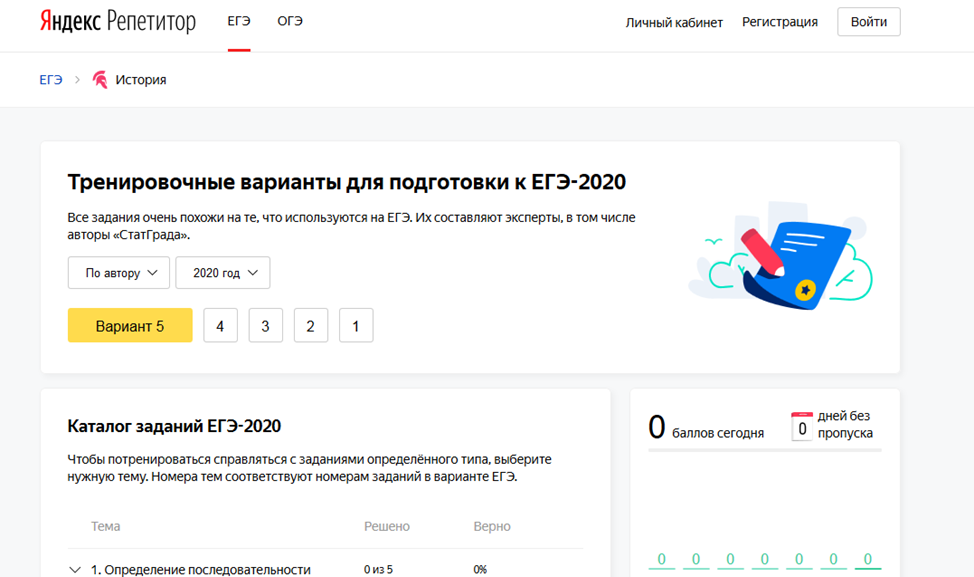 Яндекс Репетитор
ЕГЭ
ОГЭ
Личный кабинет
Регистрация
Войти
ЕГЭ
История
Тренировочные варианты для подготовки к ЕГЭ-2020
Все задания очень похожи на те, что используются на ЕГЭ. Их составляют эксперты, в том числе
авторы «СтатГрада».
По автору
2020 год
Вариант 5
4
3
2
1
Каталог заданий ЕГЭ-2020
Чтобы потренироваться справляться с заданиями определённого типа, выберите
нужную тему. Номера тем соответствуют номерам заданий в варианте ЕГЭ.
Тема
Решено
Верно
1. Определение последовательности
0 из 5
0%
0 баллов сегодня
0
дней без
пропуска
0 0 0 0 0 0 0